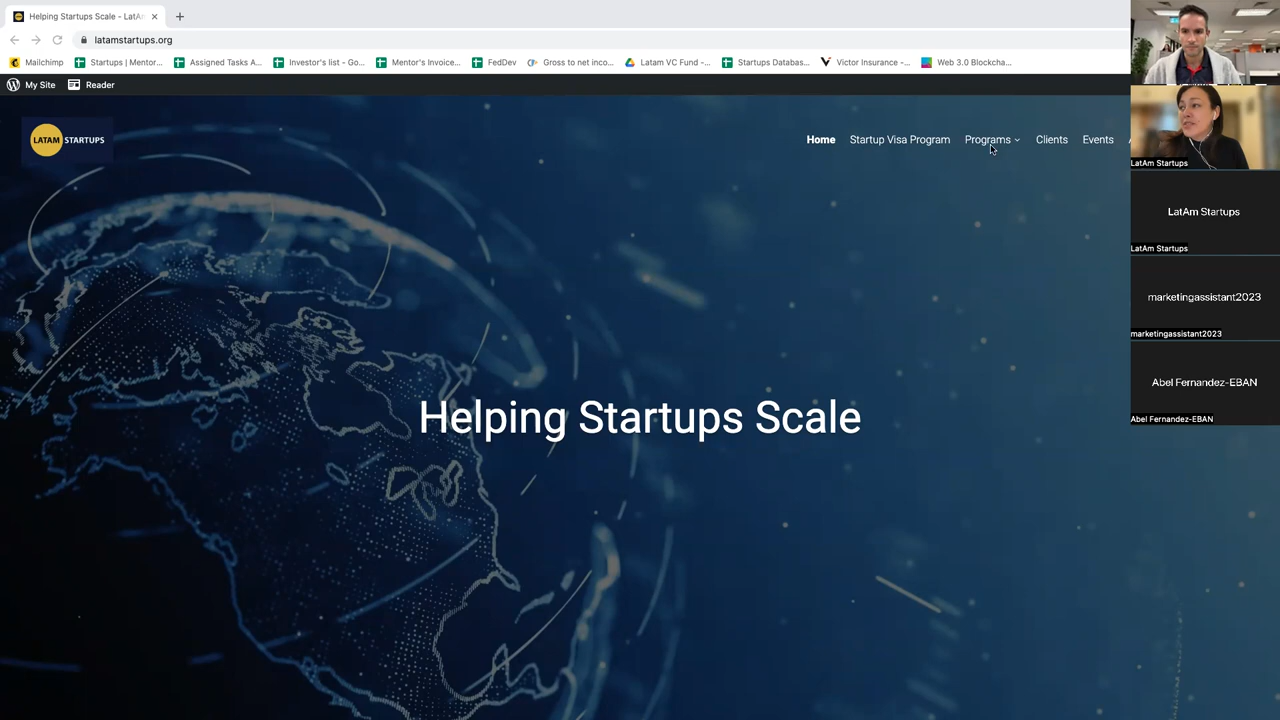 Helping Startups Scale - LatAm
latamstartups.org
Mailchimp
Startups | Mentor...
Assigned Tasks A...
Investor's list - Go...
Mentor's Invoice...
FedDev
Gross to net inco...
Latam VC Fund -...
Startups Databas...
Victor Insurance -...
Web 3.0 Blockcha...
My Site
Reader
LATAM STARTUPS
Home
Startup Visa Program
Programs
Clients
Events
Helping Startups Scale
LatAm Startups
LatAm Startups
LatAm Startups
marketingassistant2023
marketingassistant2023
Abel Fernandez-EBAN
Abel Fernandez-EBAN